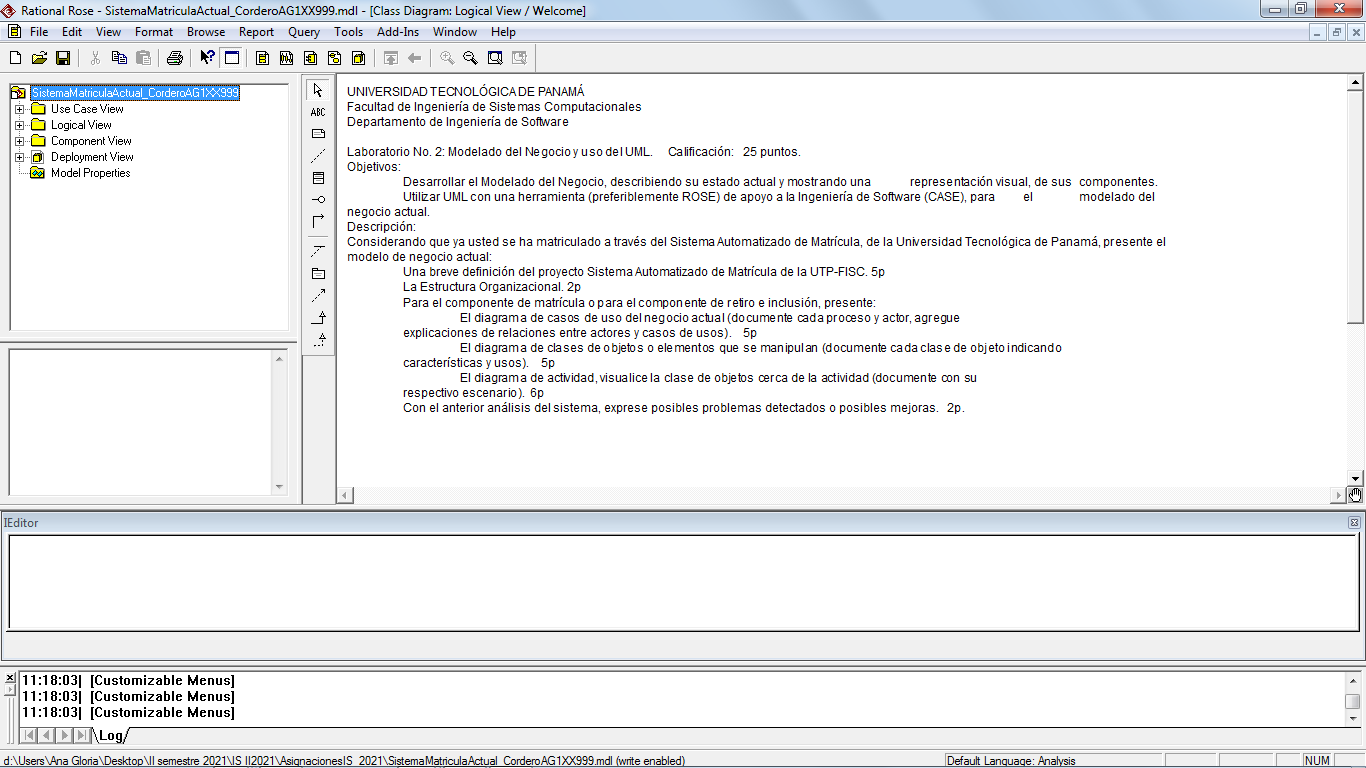 Rational Rose - SistemaMatriculaActual_CorderoAG1XX999.mdl - [Class Diagram: Logical View / Welcome]
File Edit View Format Browse Report Query Tools Add-Ins Window Help
SistemaMatriculaActual_CorderoAG1XX999
Use Case View
Logical View
Component View
Deployment View
Model Properties
ABC
UNIVERSIDAD TECNOLÓGICA DE PANAMÁ
Facultad de Ingeniería de Sistemas Computacionales
Departamento de Ingeniería de Software
Laboratorio No. 2: Modelado del Negocio y uso del UML. Calificación: 25 puntos.
Objetivos:
Desarrollar el Modelado del Negocio, describiendo su estado actual y mostrando una representación visual, de sus componentes.
Utilizar UML con una herramienta (preferiblemente ROSE) de apoyo a la Ingeniería de Software (CASE), para el modelado del
negocio actual.
Descripción:
Considerando que ya usted se ha matriculado a través del Sistema Automatizado de Matrícula, de la Universidad Tecnológica de Panamá, presente el
modelo de negocio actual:
Una breve definición del proyecto Sistema Automatizado de Matrícula de la UTP-FISC. 5p
La Estructura Organizacional. 2p
Para el componente de matrícula o para el componente de retiro e inclusión, presente:
El diagrama de casos de uso del negocio actual (documente cada proceso y actor, agregue
explicaciones de relaciones entre actores y casos de usos). 5p
El diagrama de clases de objetos o elementos que se manipulan (documente cada clase de objeto indicando
características y usos). 5p
El diagrama de actividad, visualice la clase de objetos cerca de la actividad (documente con su
respectivo escenario). 6p
Con el anterior análisis del sistema, exprese posibles problemas detectados o posibles mejoras. 2p.
IEditor
11:18:03| [Customizable Menus]
11:18:03| [Customizable Menus]
11:18:03| [Customizable Menus]
Log
d:\Users\Ana Gloria\Desktop\II semestre 2021\IS II2021\AsignacionesIS_2021\SistemaMatriculaActual_CorderoAG1XX999.mdl (write enabled)
Default Language: Analysis
NUM